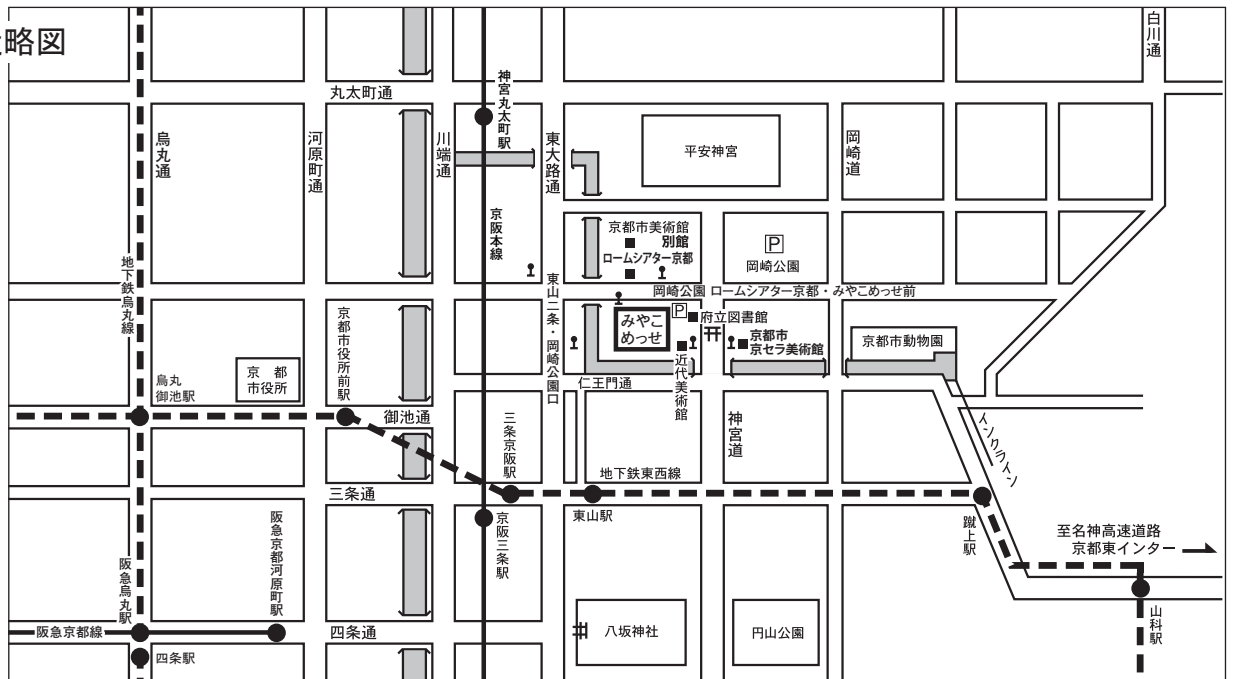 略図
白川通
丸太町通
神宮丸太町駅
烏丸通
河原町通
川端通
東大路通
平安神宮
岡崎道
京阪本線
京都市美術館
別館
ロームシアター京都
P
岡崎公園
地下鉄烏丸線
東山二条・岡崎公園口
岡崎公園 ロームシアター京都・みやこめっせ前
京都市役所前駅
みやこ
めっせ
P
府立図書館
京都市
京セラ美術館
京都市動物園
近代美術館
京都
市役所
烏丸
御池駅
仁王門通
御池通
三条京阪駅
神宮道
インクライン
地下鉄東西線
三条通
東山駅
京阪三条駅
阪急京都河原町駅
蹴上駅
至名神高速道路
京都東インター
阪急烏丸駅
山科駅
阪急京都線
四条通
八坂神社
円山公園
四条駅